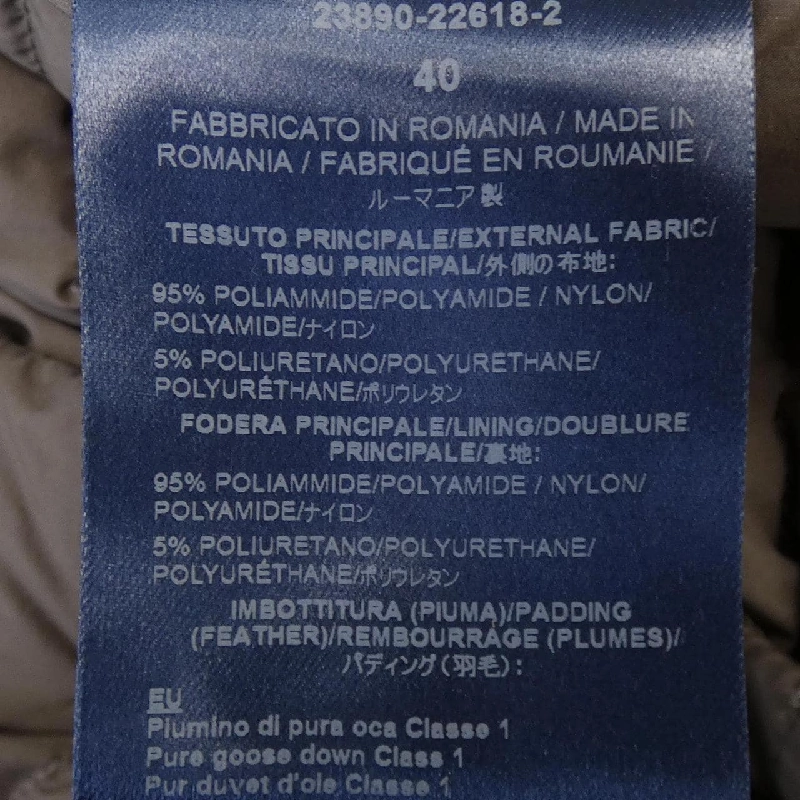 23890-22618-2
40
FABBRICATO IN ROMANIA / MADE IN
ROMANIA / FABRIQUÉ EN ROUMANIE /
ルーマニア製
TESSUTO PRINCIPALE/EXTERNAL FABRIC/
TISSU PRINCIPAL/外側の布地:
95% POLIAMMIDE/POLYAMIDE / NYLON/
POLYAMIDE/ナイロン
5% POLIURETANO/POLYURETHANE/
POLYURÉTHANE/ポリウレタン
FODERA PRINCIPALE/LINING/DOUBLURE
PRINCIPALE/裏地:
95% POLIAMMIDE/POLYAMIDE / NYLON/
POLYAMIDE/ナイロン
5% POLIURETANO/POLYURETHANE/
POLYURÉTHANE/ポリウレタン
IMBOTTITURA (PIUMA)/PADDING
(FEATHER)/REMBOURRAGE (PLUMES)/
パディング(羽毛):
EU
Piumino di pura oca Classe 1
Pure goose down Class 1
Pur duvet d'oie Classe 1